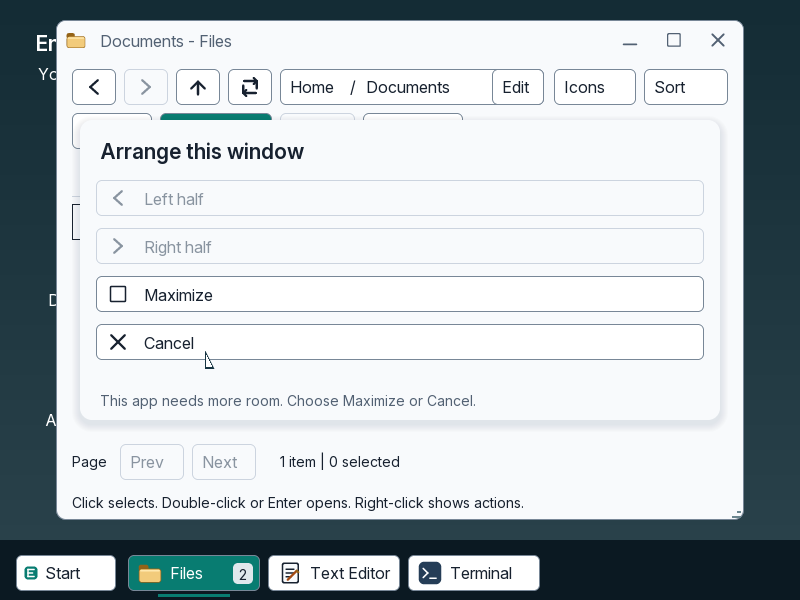 Documents - Files
Home / Documents Edit Icons Sort
Arrange this window
Left half
Right half
Maximize
Cancel
This app needs more room. Choose Maximize or Cancel.
Page Prev Next 1 item | 0 selected
Click selects. Double-click or Enter opens. Right-click shows actions.
Start Files 2 Text Editor Terminal